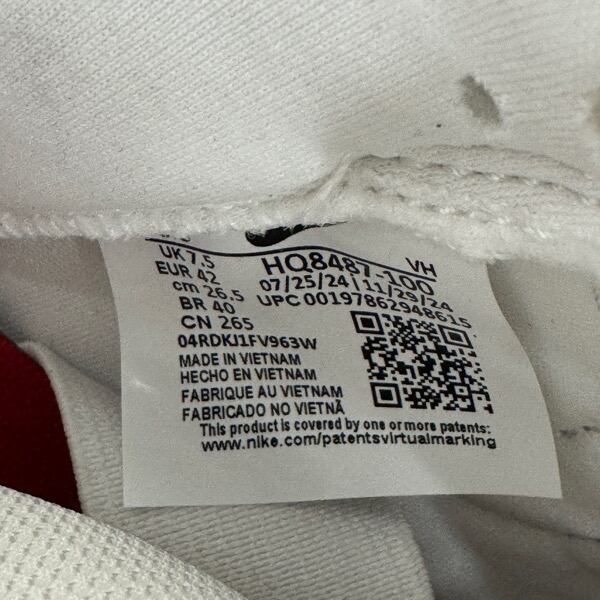 UK 7.5
EUR 42
cm 26.5
BR 40
CN 265
04RDKJ1FV963W
VH
HQ8487-100
07/25/24 | 11/29/24
UPC 00197862948615
MADE IN VIETNAM
HECHO EN VIETNAM
FABRIQUE AU VIETNAM
FABRICADO NO VIETNÃ
This product is covered by one or more patents:
www.nike.com/patentsvirtualmarking